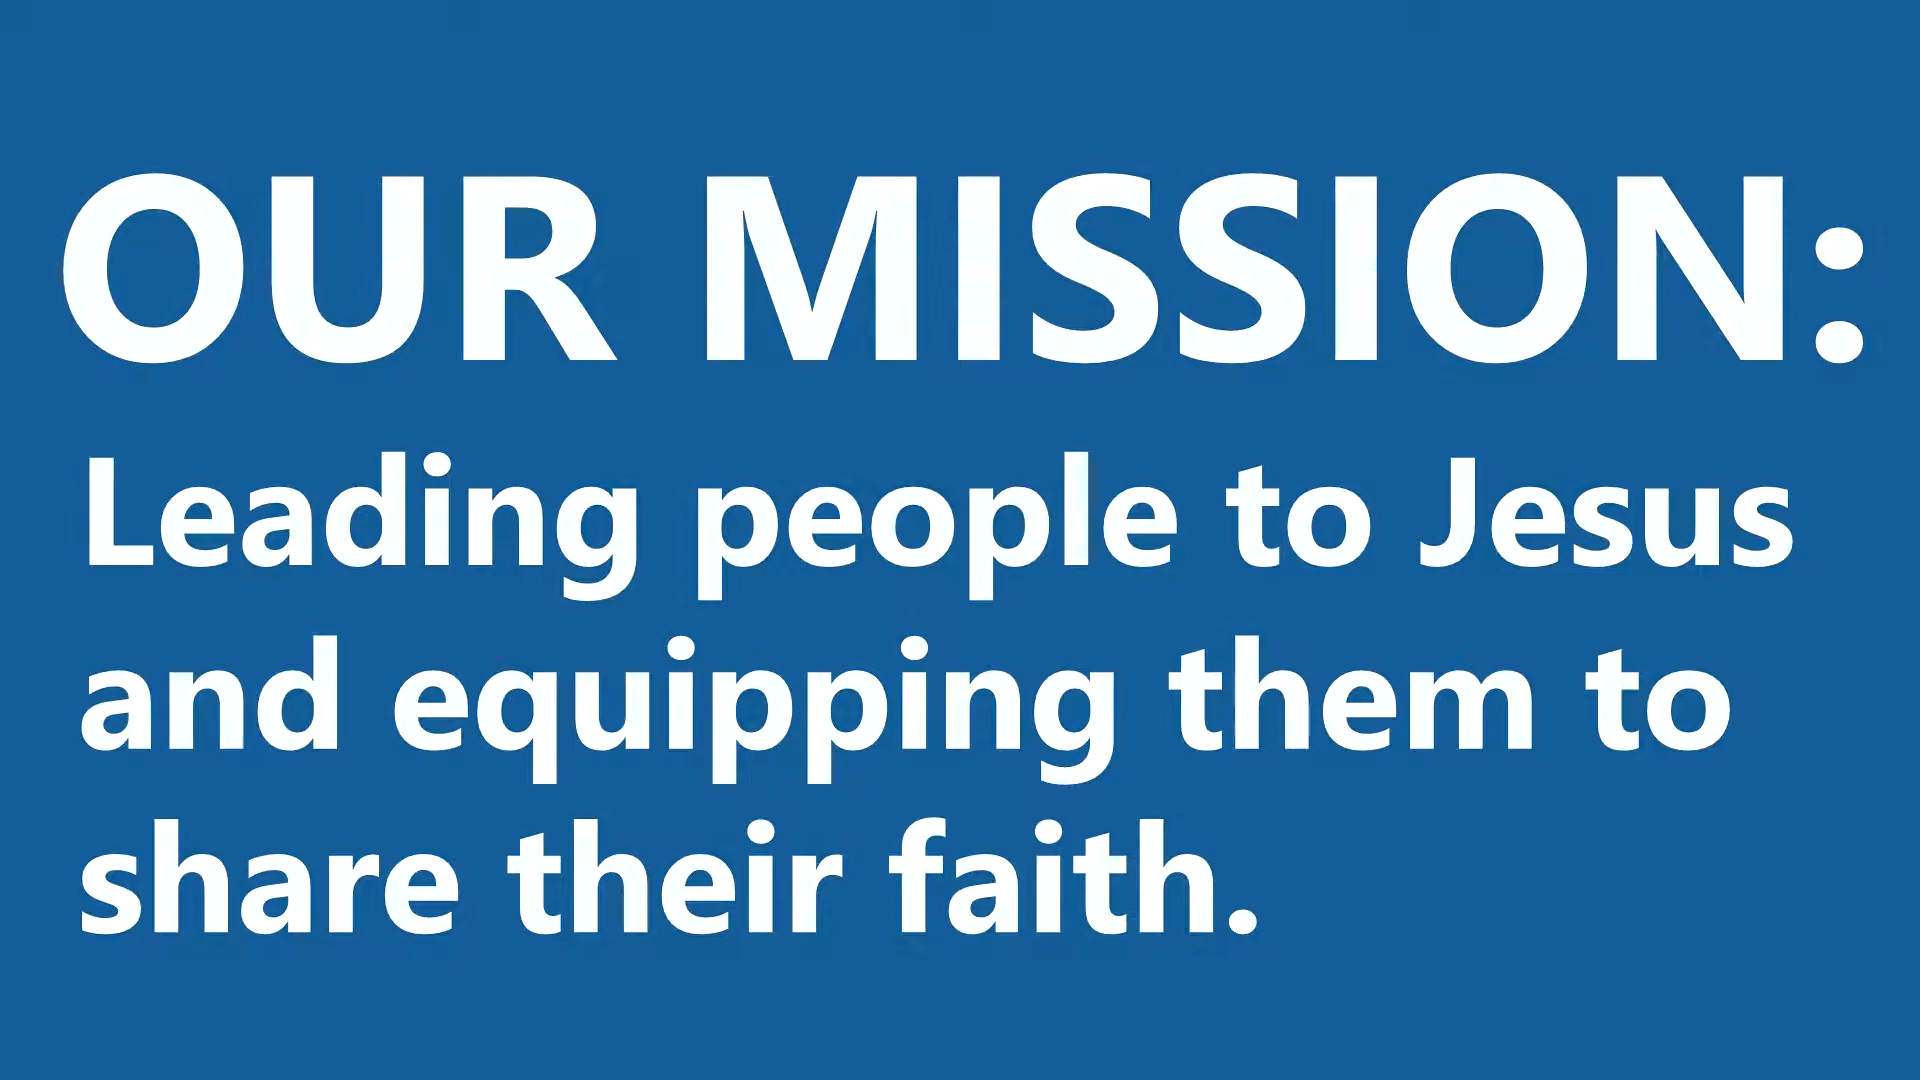 OUR MISSION:
Leading people to Jesus
and equipping them to
share their faith.